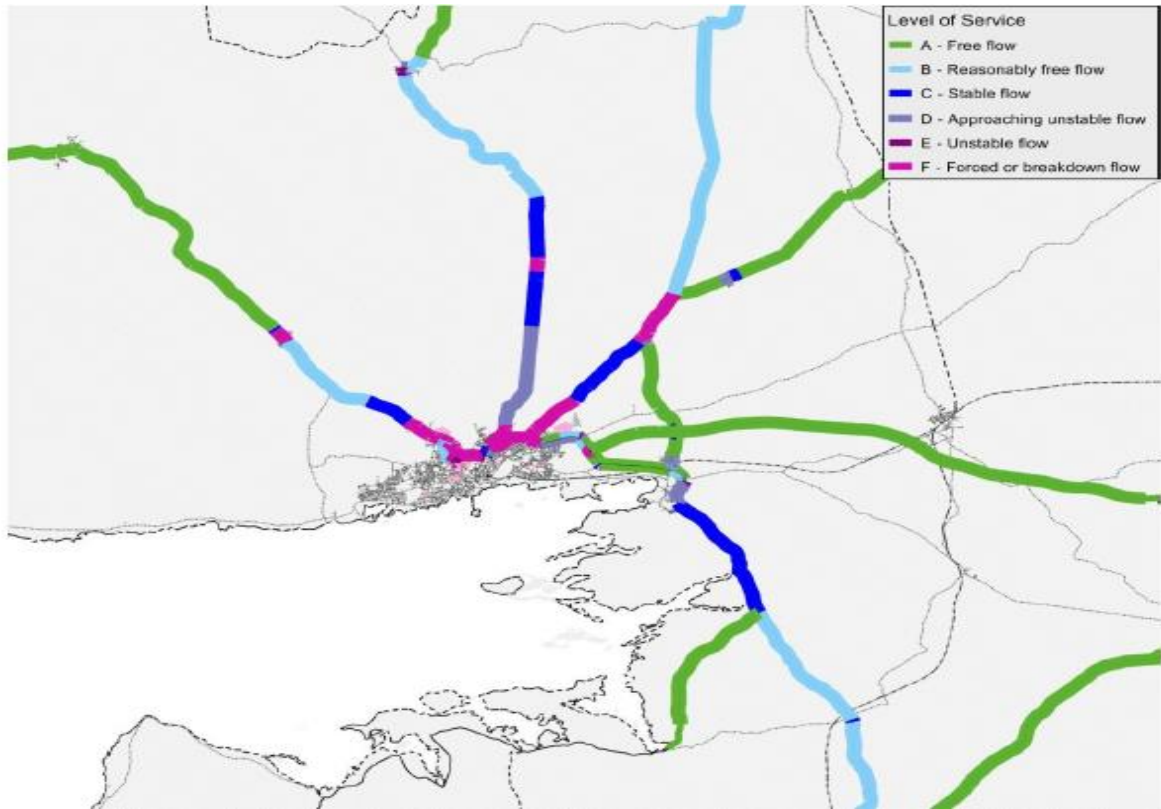 Level of Service
A - Free flow
B - Reasonably free flow
C - Stable flow
D - Approaching unstable flow
E - Unstable flow
F - Forced or breakdown flow